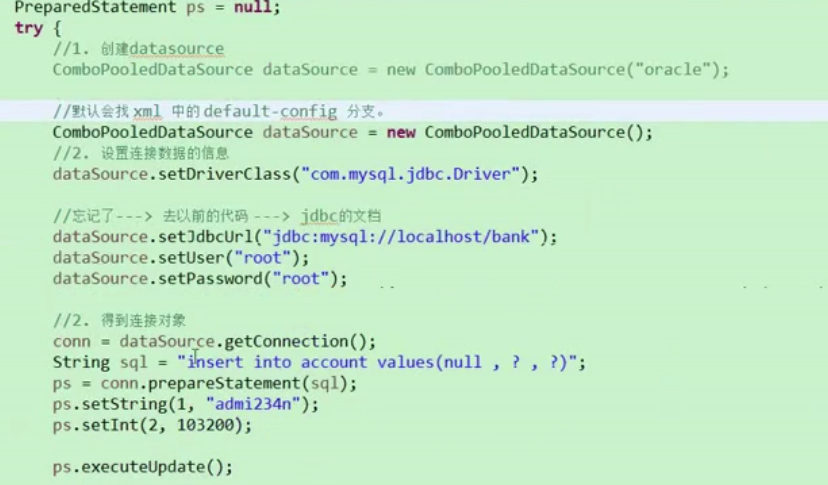 PreparedStatement ps = null;
try {
//1. 创建datasource
ComboPooledDataSource dataSource = new ComboPooledDataSource("oracle");
//默认会找 xml 中的 default-config 分支。
ComboPooledDataSource dataSource = new ComboPooledDataSource();
//2. 设置连接数据的信息
dataSource.setDriverClass("com.mysql.jdbc.Driver");
//忘记了---> 去以前的代码 ---> jdbc的文档
dataSource.setJdbcUrl("jdbc:mysql://localhost/bank");
dataSource.setUser("root");
dataSource.setPassword("root");
//2. 得到连接对象
conn = dataSource.getConnection();
String sql = "insert into account values(null , ? , ?)";
ps = conn.prepareStatement(sql);
ps.setString(1, "admi234n");
ps.setInt(2, 103200);
ps.executeUpdate();